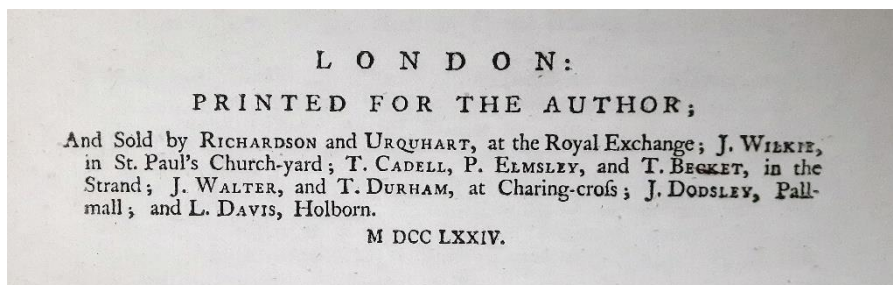 LONDON:
PRINTED FOR THE AUTHOR;
And Sold by RICHARDSON and URQUHART, at the Royal Exchange; J. WILKIE,
in St. Paul's Church-yard; T. CADELL, P. ELMSLEY, and T. BECKET, in the
Strand; J. WALTER, and T. DURHAM, at Charing-croſs; J. DODSLEY, Pall-
mall; and L. DAVIS, Holborn.
M DCC LXXIV.